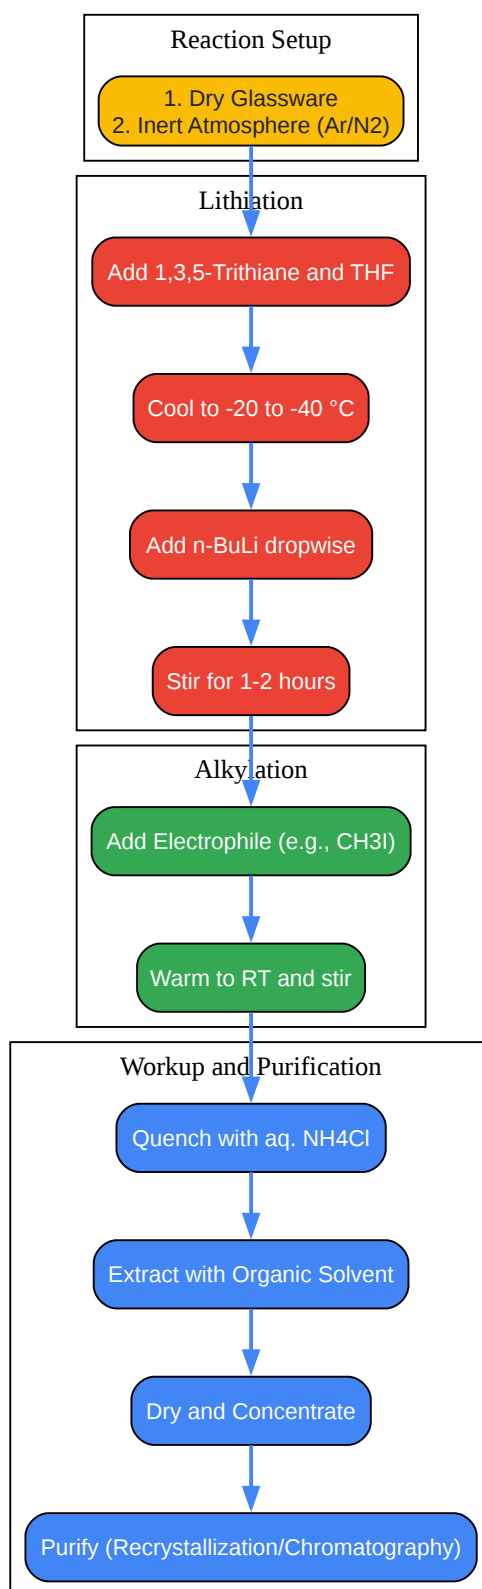 Reaction Setup
1. Dry Glassware
2. Inert Atmosphere (Ar/N2)
Lithiation
Add 1,3,5-Trithiane and THF
Cool to -20 to -40 °C
Add n-BuLi dropwise
Stir for 1-2 hours
Alkylation
Add Electrophile (e.g., CH3I)
Warm to RT and stir
Workup and Purification
Quench with aq. NH4Cl
Extract with Organic Solvent
Dry and Concentrate
Purify (Recrystallization/Chromatography)